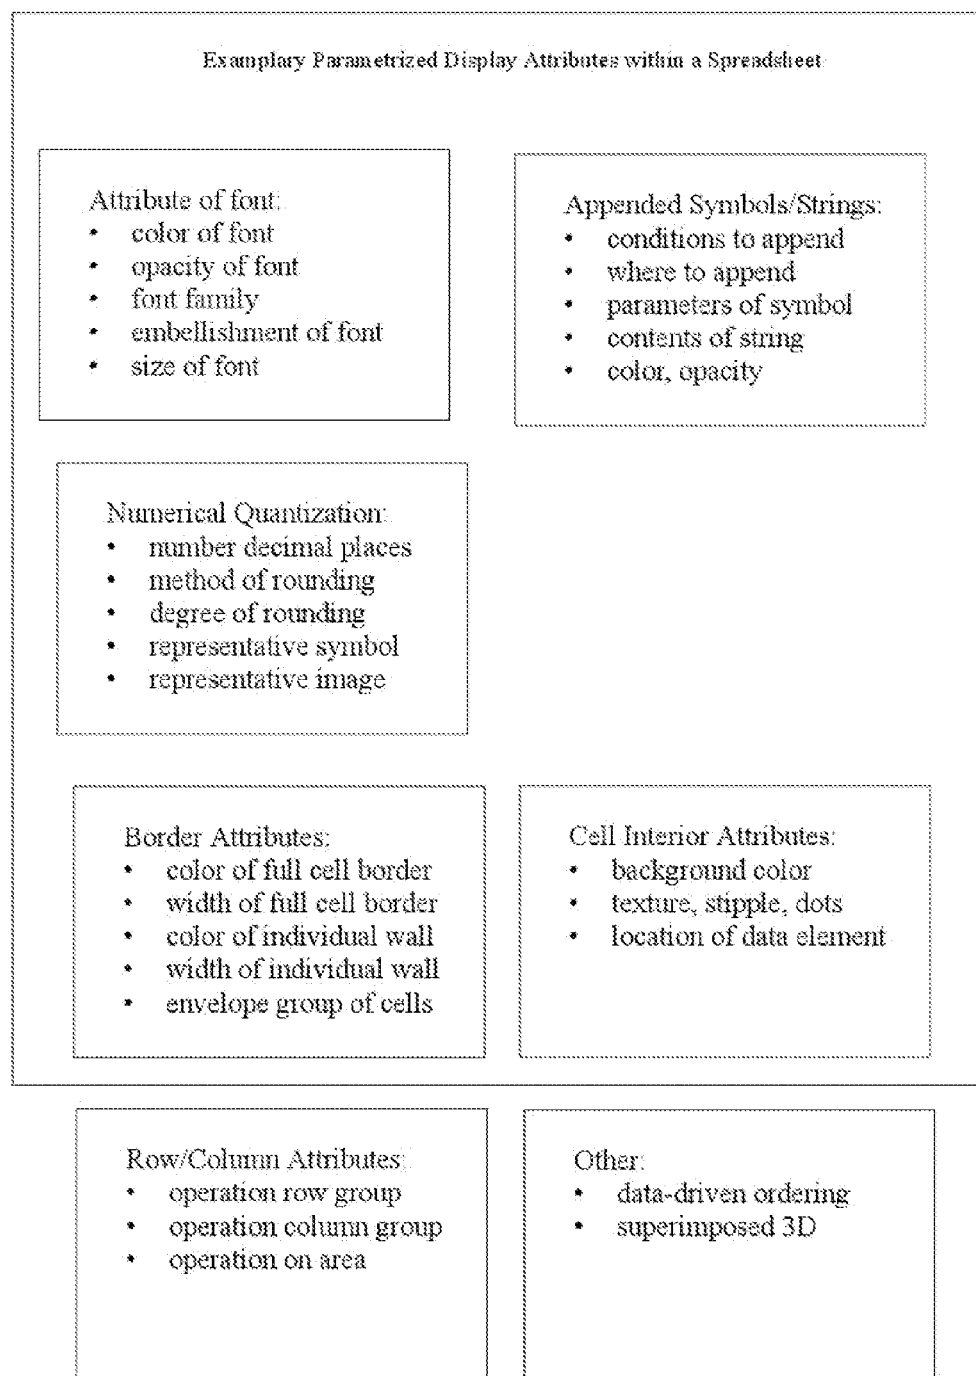 Examplary Parametrized Display Attributes within a Spreadsheet
Attribute of font:
• color of font
• opacity of font
• font family
• embellishment of font
• size of font
Appended Symbols/Strings:
• conditions to append
• where to append
• parameters of symbol
• contents of string
• color, opacity
Numerical Quantization:
• number decimal places
• method of rounding
• degree of rounding
• representative symbol
• representative image
Border Attributes:
• color of full cell border
• width of full cell border
• color of individual wall
• width of individual wall
• envelope group of cells
Cell Interior Attributes:
• background color
• texture, stipple, dots
• location of data element
Row/Column Attributes:
• operation row group
• operation column group
• operation on area
Other:
• data-driven ordering
• superimposed 3D